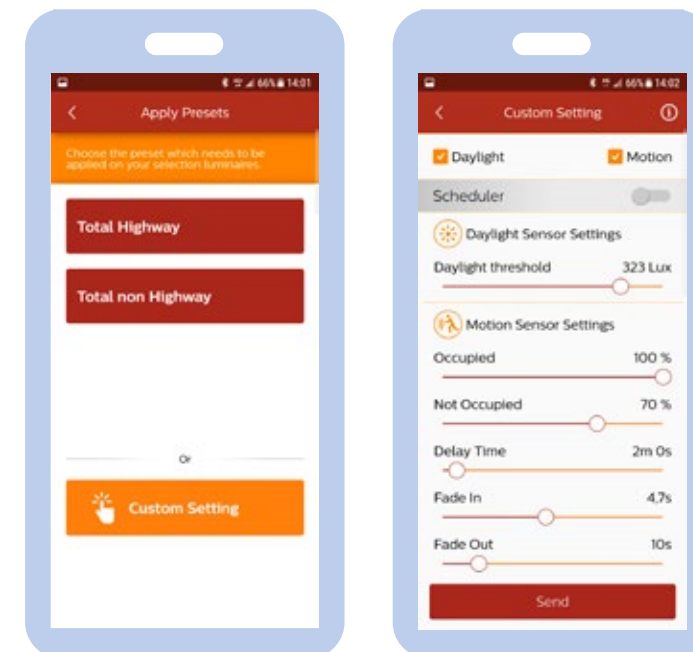 66% 14:01
Apply Presets
Choose the preset which needs to be
applied on your selection luminaires.
Total Highway
Total non Highway
Or
Custom Setting
66% 14:02
Custom Setting
Daylight
Motion
Scheduler
Daylight Sensor Settings
Daylight threshold
323 Lux
Motion Sensor Settings
Occupied
100 %
Not Occupied
70 %
Delay Time
2m 0s
Fade In
4.7s
Fade Out
10s
Send